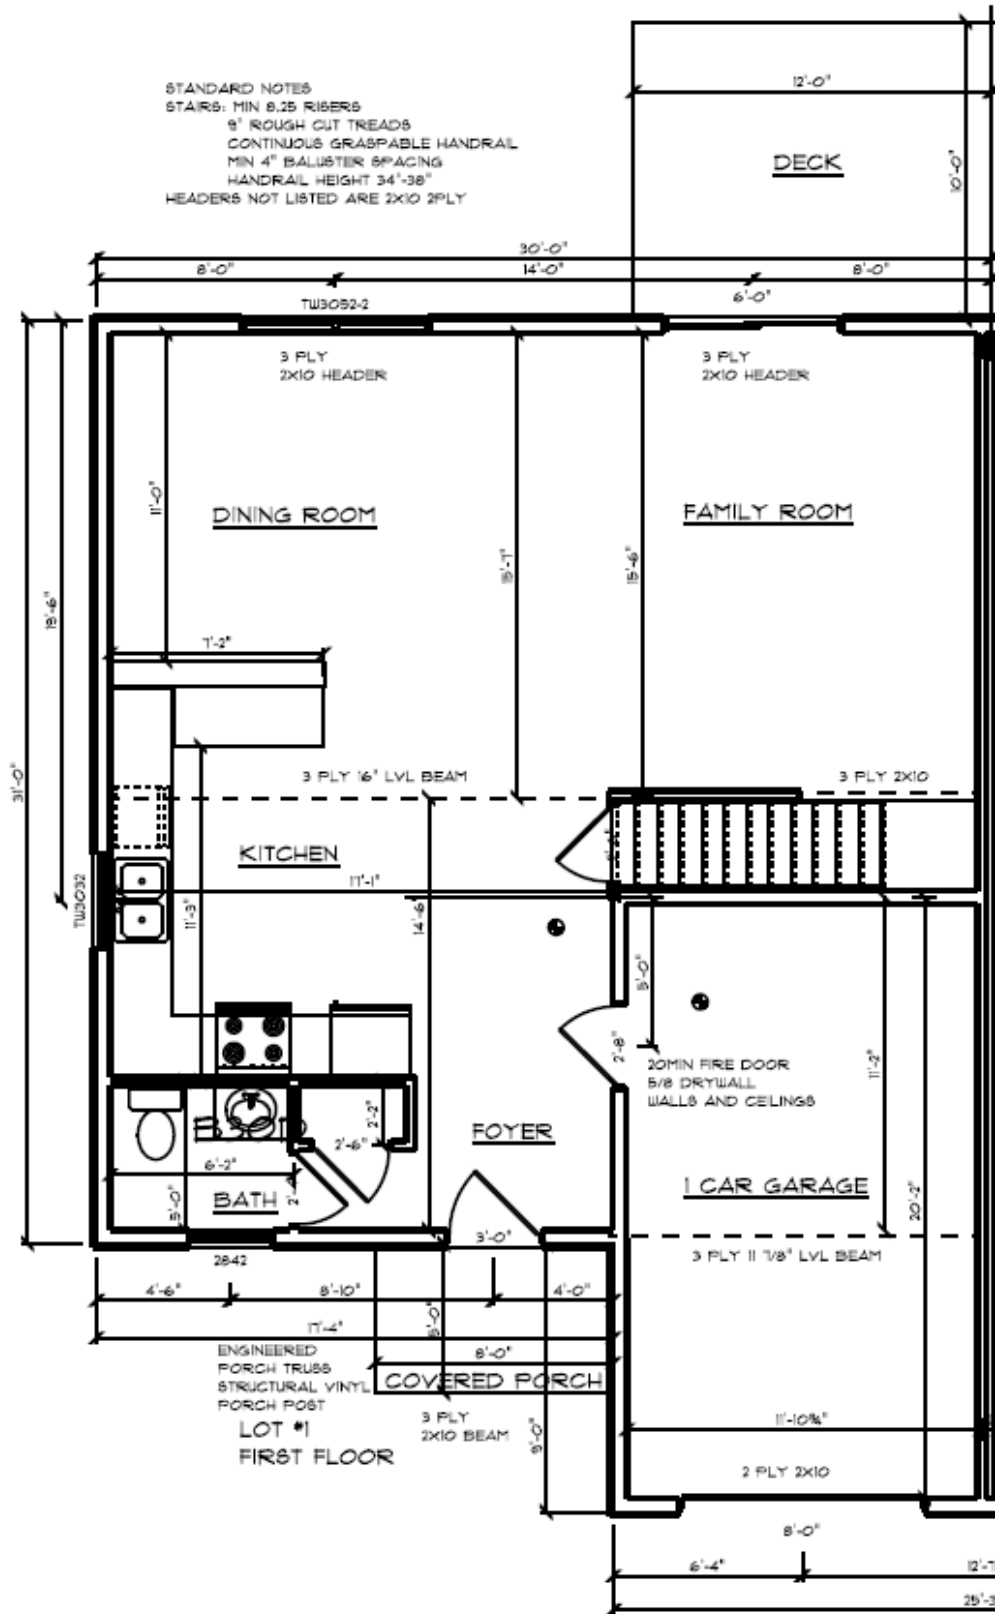 STANDARD NOTES
STAIRS: MIN 8.25 RISERS
9" ROUGH CUT TREADS
CONTINUOUS GRASPABLE HANDRAIL
MIN 4" BALUSTER SPACING
HANDRAIL HEIGHT 34"-38"
HEADERS NOT LISTED ARE 2X10 2PLY
12'-0"
DECK
10'-0"
30'-0"
8'-0"
14'-0"
8'-0"
TW3052-2
6'-0"
3 PLY
2X10 HEADER
3 PLY
2X10 HEADER
11'-0"
DINING ROOM
FAMILY ROOM
15'-7"
15'-6"
19'-6"
7'-2"
31'-0"
3 PLY 16" LVL BEAM
3 PLY 2X10
KITCHEN
17'-1"
TW3032
11'-3"
14'-6"
5'-0"
2'-8"
20MIN FIRE DOOR
5/8 DRYWALL
WALLS AND CEILINGS
11'-2"
2'-2"
FOYER
2'-6"
6'-2"
BATH
5'-0"
1 CAR GARAGE
20'-2"
3'-0"
3 PLY 11 7/8" LVL BEAM
2842
4'-6"
8'-10"
4'-0"
17'-4"
5'-0"
8'-0"
ENGINEERED
PORCH TRUSS
STRUCTURAL VINYL
PORCH POST
COVERED PORCH
LOT #1
FIRST FLOOR
3 PLY
2X10 BEAM
9'-0"
11'-10¾"
2 PLY 2X10
8'-0"
6'-4"
12'-7
25'-3